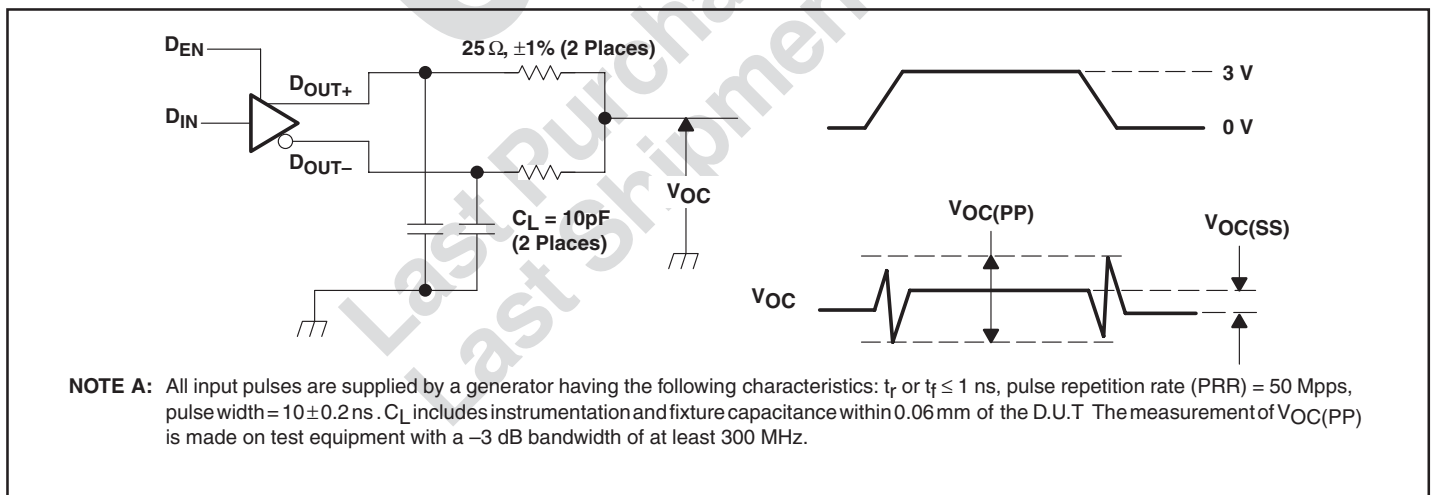 Last Purcha
Last Shipment
DEN
DIN
DOUT+
DOUT–
25 Ω, ±1% (2 Places)
CL = 10pF
(2 Places)
VOC
3 V
0 V
VOC(PP)
VOC(SS)
VOC
NOTE A: All input pulses are supplied by a generator having the following characteristics: tr or tf ≤ 1 ns, pulse repetition rate (PRR) = 50 Mpps,
pulse width = 10 ± 0.2 ns . CL includes instrumentation and fixture capacitance within 0.06 mm of the D.U.T The measurement of VOC(PP)
is made on test equipment with a –3 dB bandwidth of at least 300 MHz.